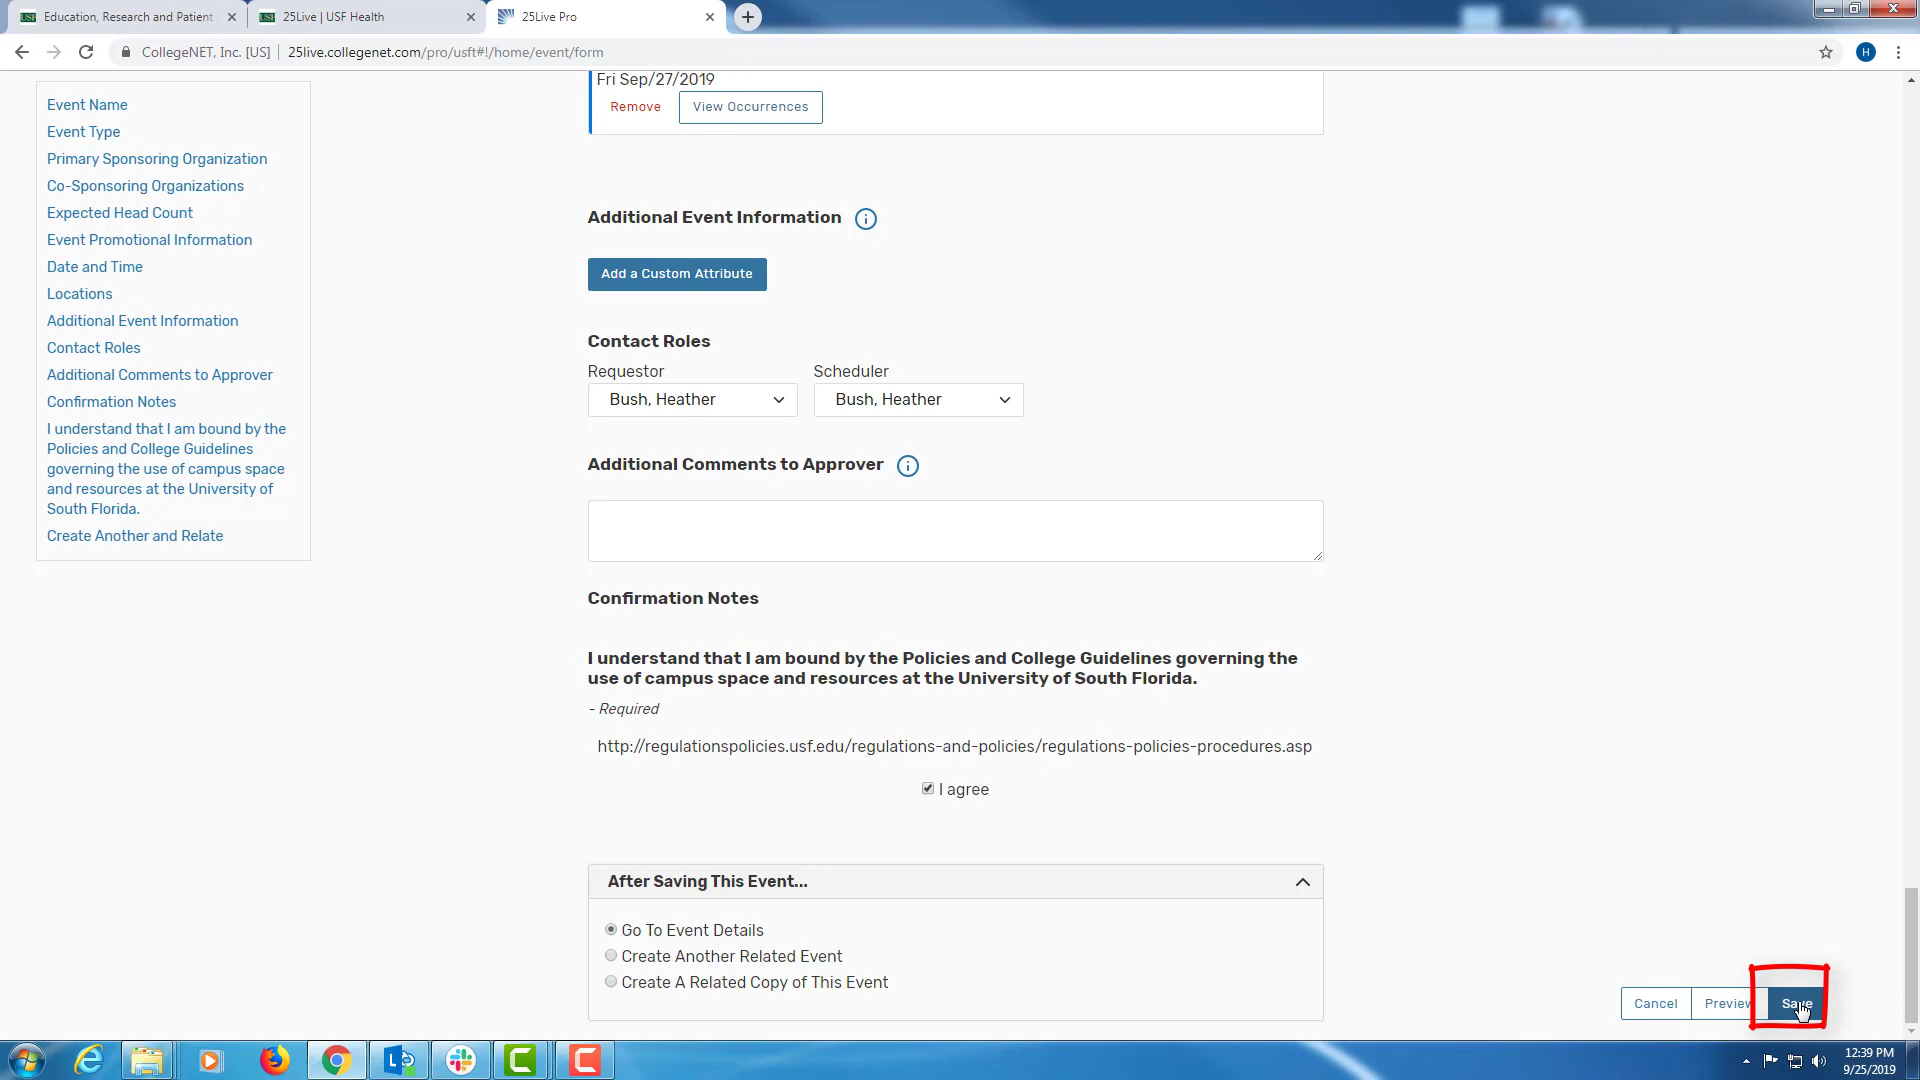 Education, Research and Patient
25Live | USF Health
25Live Pro
CollegeNET, Inc. [US] | 25live.collegenet.com/pro/usft#!/home/event/form
H
Event Name
Event Type
Primary Sponsoring Organization
Co-Sponsoring Organizations
Expected Head Count
Event Promotional Information
Date and Time
Locations
Additional Event Information
Contact Roles
Additional Comments to Approver
Confirmation Notes
I understand that I am bound by the
Policies and College Guidelines
governing the use of campus space
and resources at the University of
South Florida.
Create Another and Relate
Fri Sep/27/2019
Remove View Occurrences
Additional Event Information
Add a Custom Attribute
Contact Roles
Requestor Scheduler
Bush, Heather Bush, Heather
Additional Comments to Approver
Confirmation Notes
I understand that I am bound by the Policies and College Guidelines governing the
use of campus space and resources at the University of South Florida.
- Required
http://regulationspolicies.usf.edu/regulations-and-policies/regulations-policies-procedures.asp
I agree
After Saving This Event...
Go To Event Details
Create Another Related Event
Create A Related Copy of This Event
Cancel Preview Save
12:39 PM
9/25/2019